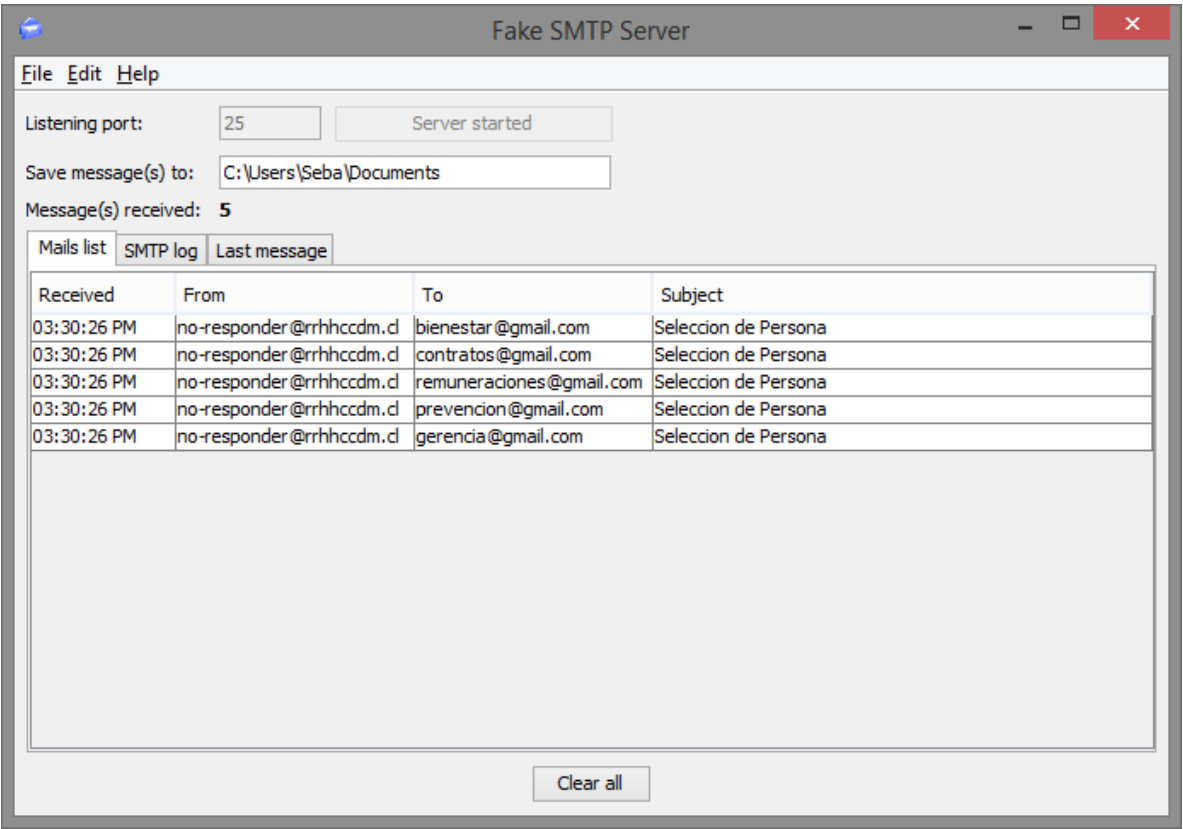 Fake SMTP Server
File Edit Help
Listening port: 25 Server started
Save message(s) to: C:\Users\Seba\Documents
Message(s) received: 5
Mails list SMTP log Last message
Received From To Subject
03:30:26 PM no-responder@rrhhccdm.cl bienestar@gmail.com Seleccion de Persona
03:30:26 PM no-responder@rrhhccdm.cl contratos@gmail.com Seleccion de Persona
03:30:26 PM no-responder@rrhhccdm.cl remuneraciones@gmail.com Seleccion de Persona
03:30:26 PM no-responder@rrhhccdm.cl prevencion@gmail.com Seleccion de Persona
03:30:26 PM no-responder@rrhhccdm.cl gerencia@gmail.com Seleccion de Persona
Clear all